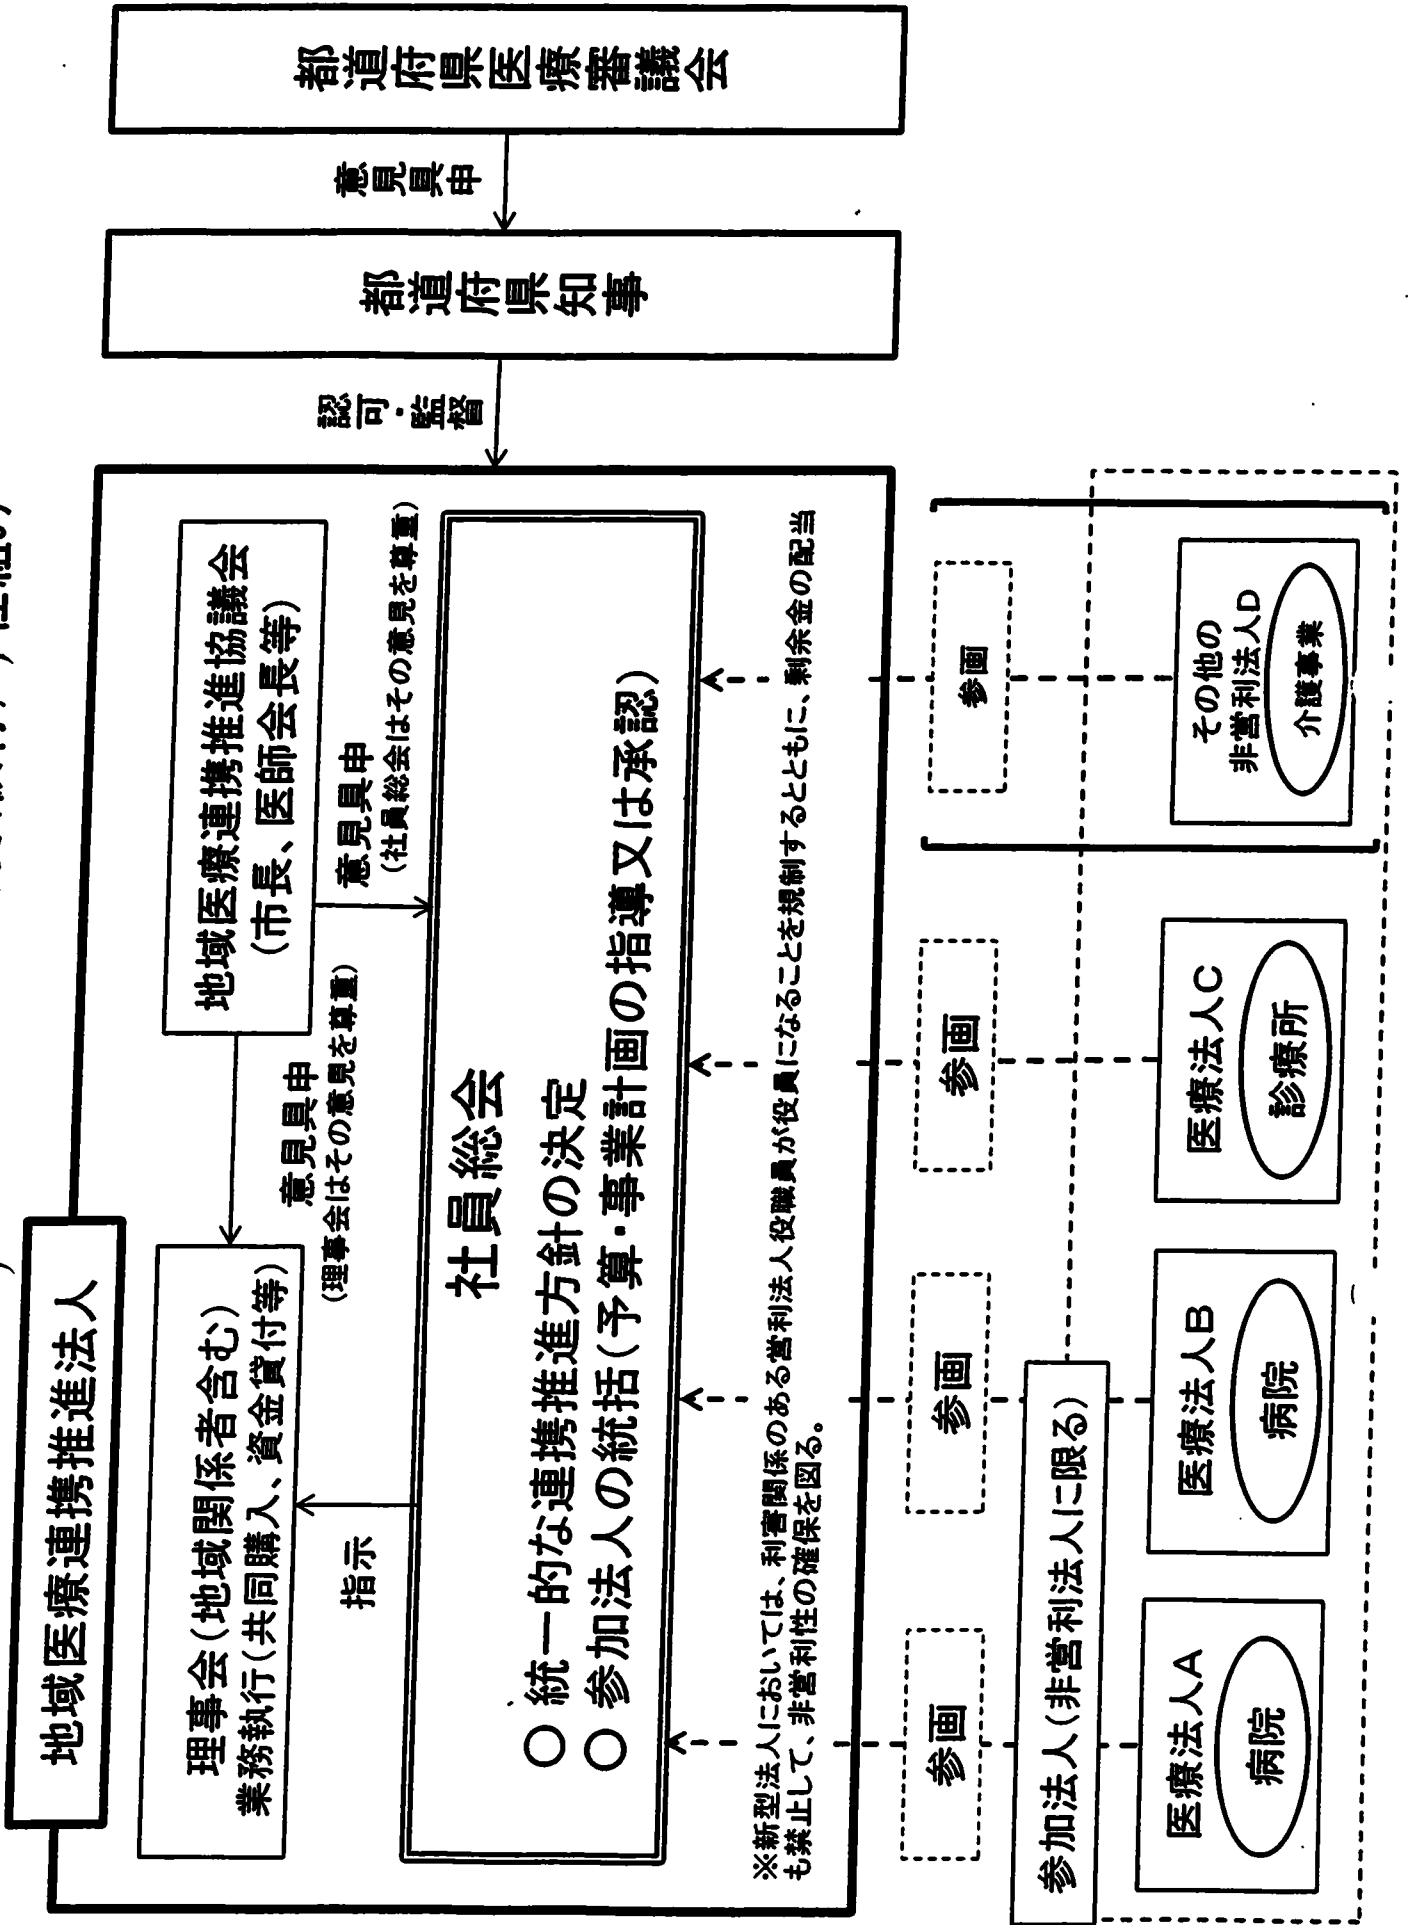 地域医療連携推進法人
理事会(地域関係者含む)
業務執行(共同購入、資金貸付等)
意見具申
(理事会はその意見を尊重)
地域医療連携推進協議会
(市長、医師会長等)
意見具申
(社員総会はその意見を尊重)
指示
社員総会
○ 統一的な連携推進方針の決定
○ 参加法人の統括(予算・事業計画の指導又は承認)
※新型法人においては、利害関係のある営利法人役職員が役員になることを規制するとともに、剰余金の配当
も禁止して、非営利性の確保を図る。
認可・監督
都道府県知事
意見具申
都道府県医療審議会
参画
参画
参画
参画
参加法人(非営利法人に限る)
医療法人A
病院
医療法人B
病院
医療法人C
診療所
その他の
非営利法人D
介護事業